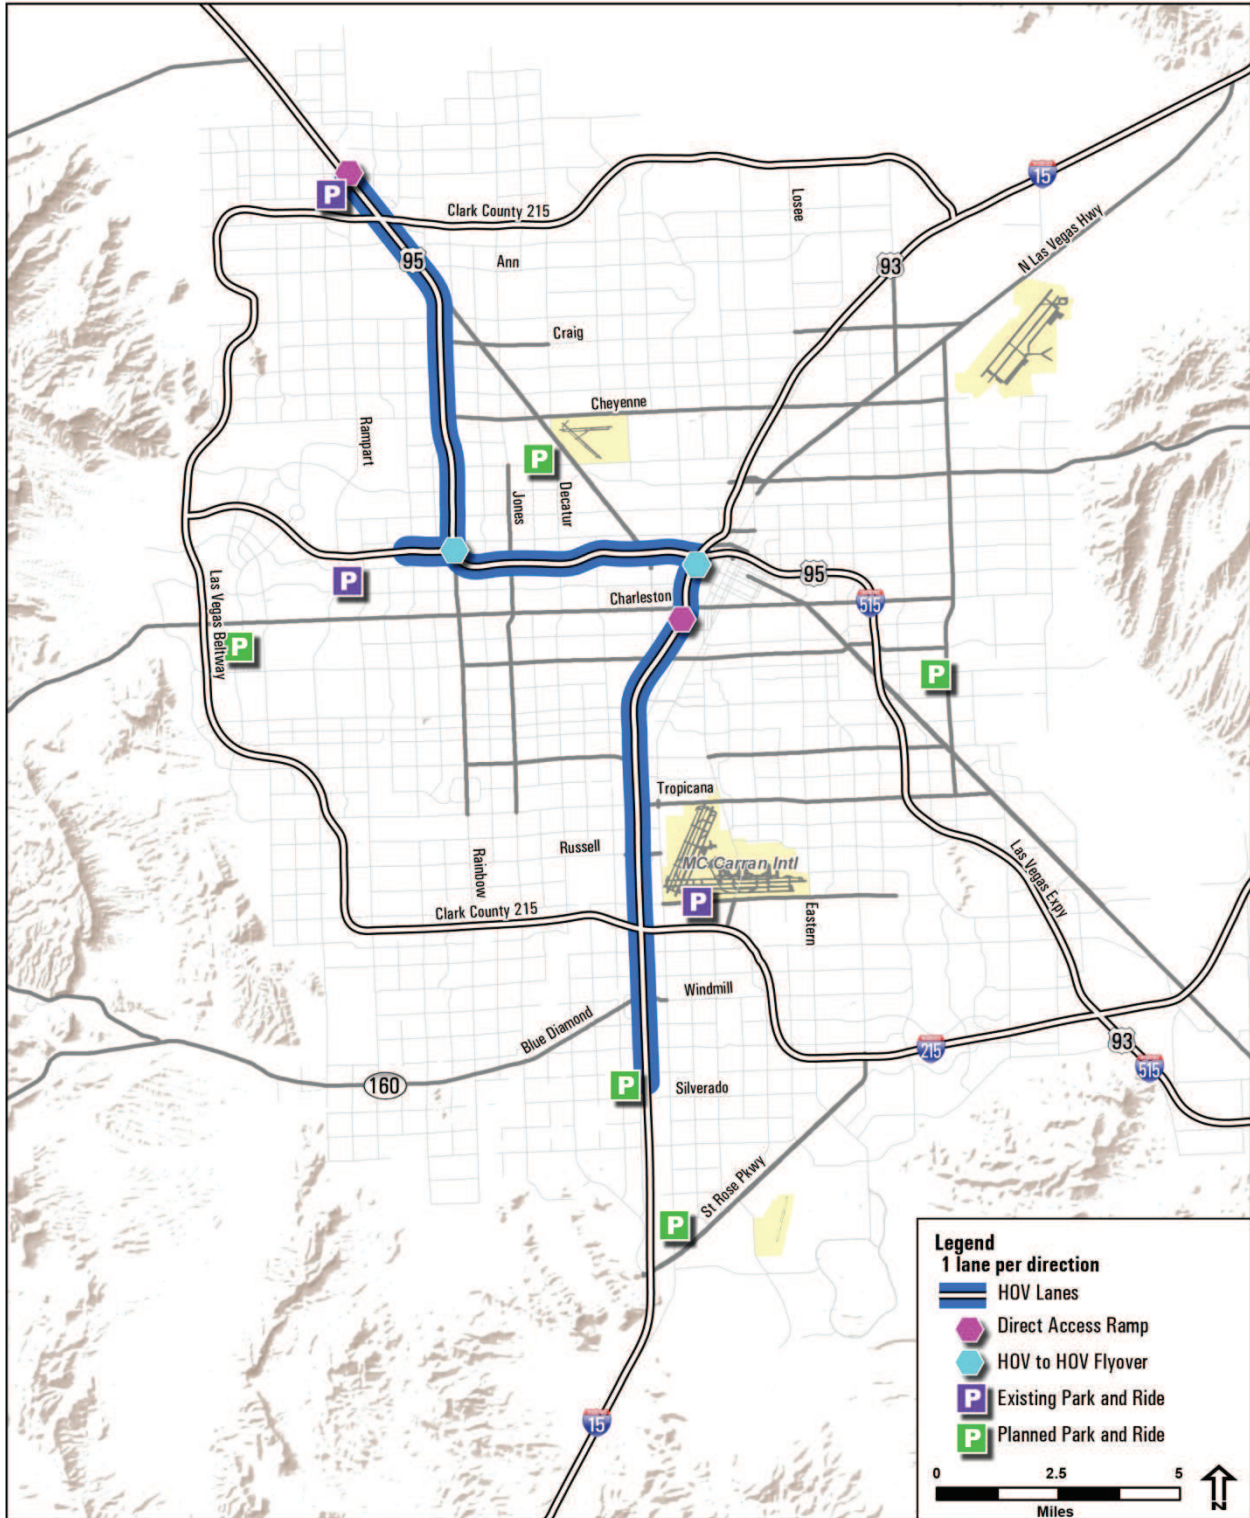 15
P
Clark County 215
Losee
N Las Vegas Hwy
95
Ann
93
Craig
Cheyenne
Rampart
P
Jones
Decatur
95
P
Charleston
515
Las Vegas Beltway
P
P
Tropicana
Russell
MC Carran Intl
Rainbow
P
Las Vegas Expy
Clark County 215
Eastern
Windmill
Blue Diamond
215
93
160
P
Silverado
515
St Rose Pkwy
P
15
Legend
1 lane per direction
HOV Lanes
Direct Access Ramp
HOV to HOV Flyover
P Existing Park and Ride
P Planned Park and Ride
0 2.5 5
Miles
N